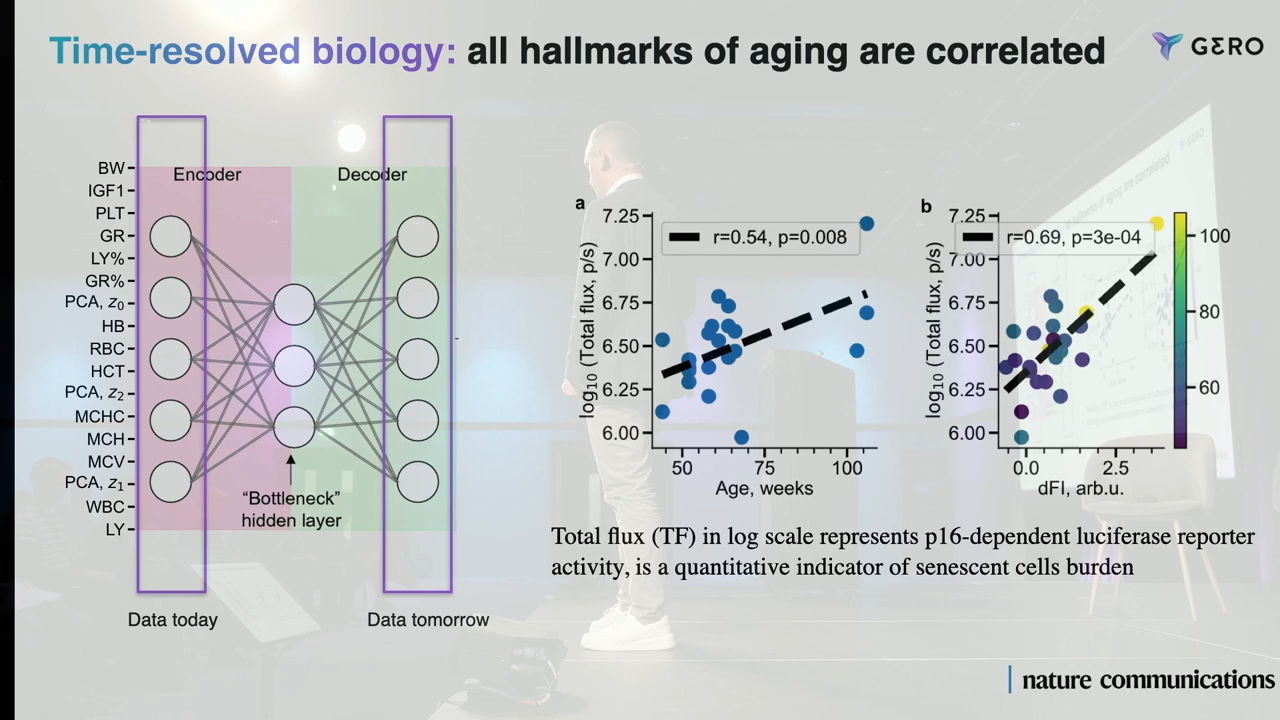 Time-resolved biology: all hallmarks of aging are correlated
GERO
BW
IGF1
PLT
GR
LY%
GR%
PCA, z0
HB
RBC
HCT
PCA, z2
MCHC
MCH
MCV
PCA, z1
WBC
LY
Encoder
Decoder
"Bottleneck"
hidden layer
Data today
Data tomorrow
a
log10 (Total flux, p/s)
7.25
7.00
6.75
6.50
6.25
6.00
r=0.54, p=0.008
50
75
100
Age, weeks
b
log10 (Total flux, p/s)
7.25
7.00
6.75
6.50
6.25
6.00
r=0.69, p=3e-04
0.0
2.5
dFI, arb.u.
100
80
60
Total flux (TF) in log scale represents p16-dependent luciferase reporter
activity, is a quantitative indicator of senescent cells burden
nature communications